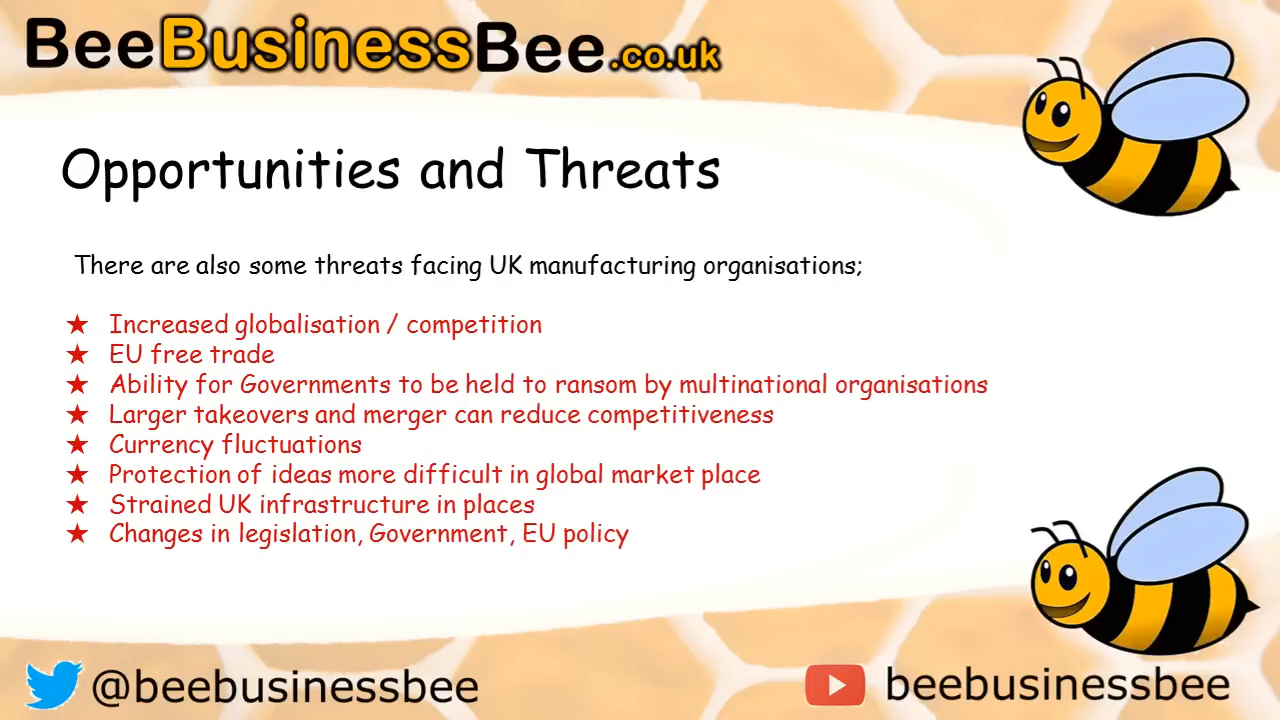 BeeBusinessBee.co.uk
Opportunities and Threats
There are also some threats facing UK manufacturing organisations;
★ Increased globalisation / competition
★ EU free trade
★ Ability for Governments to be held to ransom by multinational organisations
★ Larger takeovers and merger can reduce competitiveness
★ Currency fluctuations
★ Protection of ideas more difficult in global market place
★ Strained UK infrastructure in places
★ Changes in legislation, Government, EU policy
@beebusinessbee
beebusinessbee